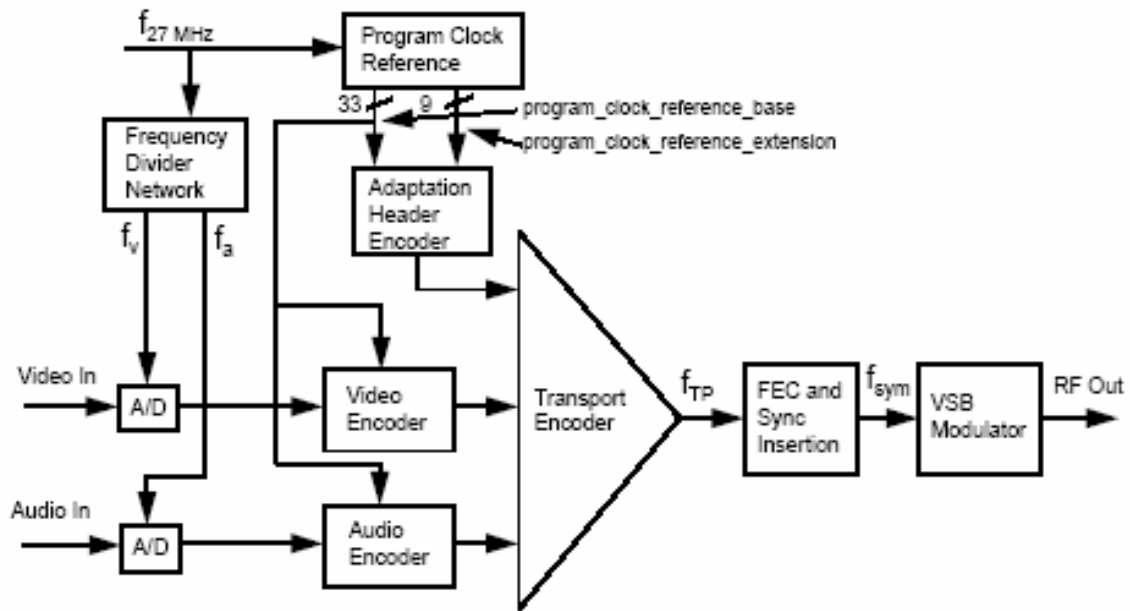 f27 MHz
Program Clock
Reference
33
9
program_clock_reference_base
program_clock_reference_extension
Frequency
Divider
Network
Adaptation
Header
Encoder
fv
fa
Video In
A/D
Video
Encoder
Transport
Encoder
fTP
FEC and
Sync
Insertion
fsym
VSB
Modulator
RF Out
Audio In
A/D
Audio
Encoder